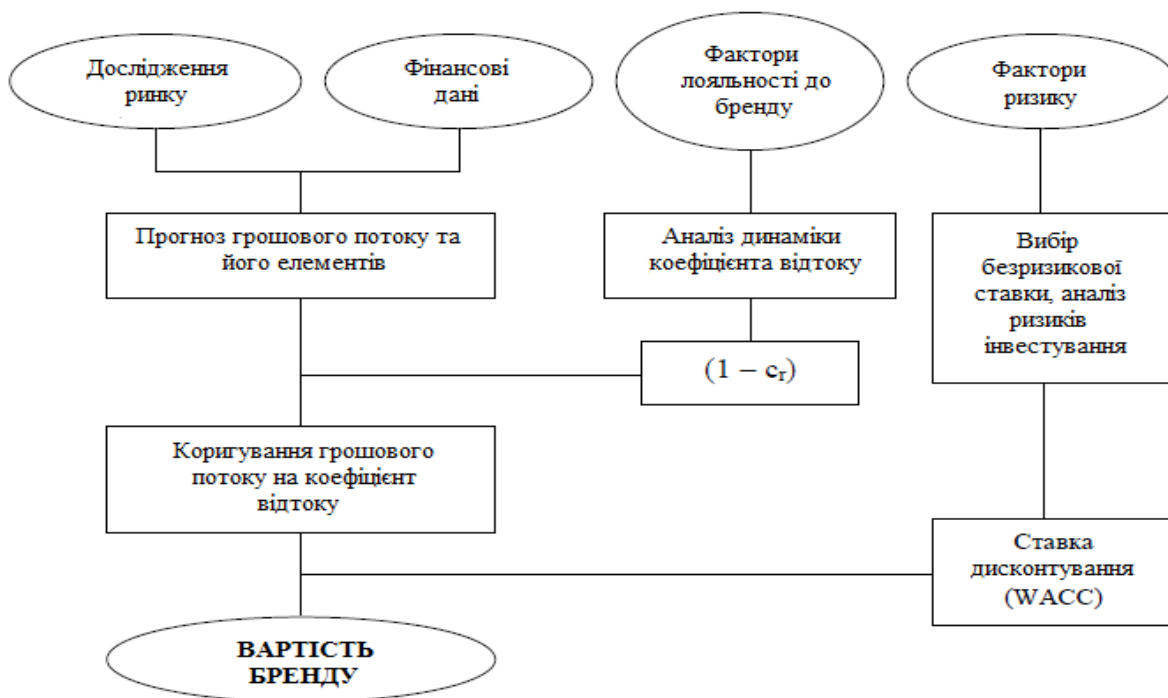 Дослідження
ринку
Фінансові
дані
Фактори
лояльності до
бренду
Фактори
ризику
Прогноз грошового потоку та
його елементів
Аналіз динаміки
коефіцієнта відтоку
Вибір
безризикової
ставки, аналіз
ризиків
інвестування
(1 – cᵣ)
Коригування грошового
потоку на коефіцієнт
відтоку
Ставка
дисконтування
(WACC)
ВАРТІСТЬ
БРЕНДУ